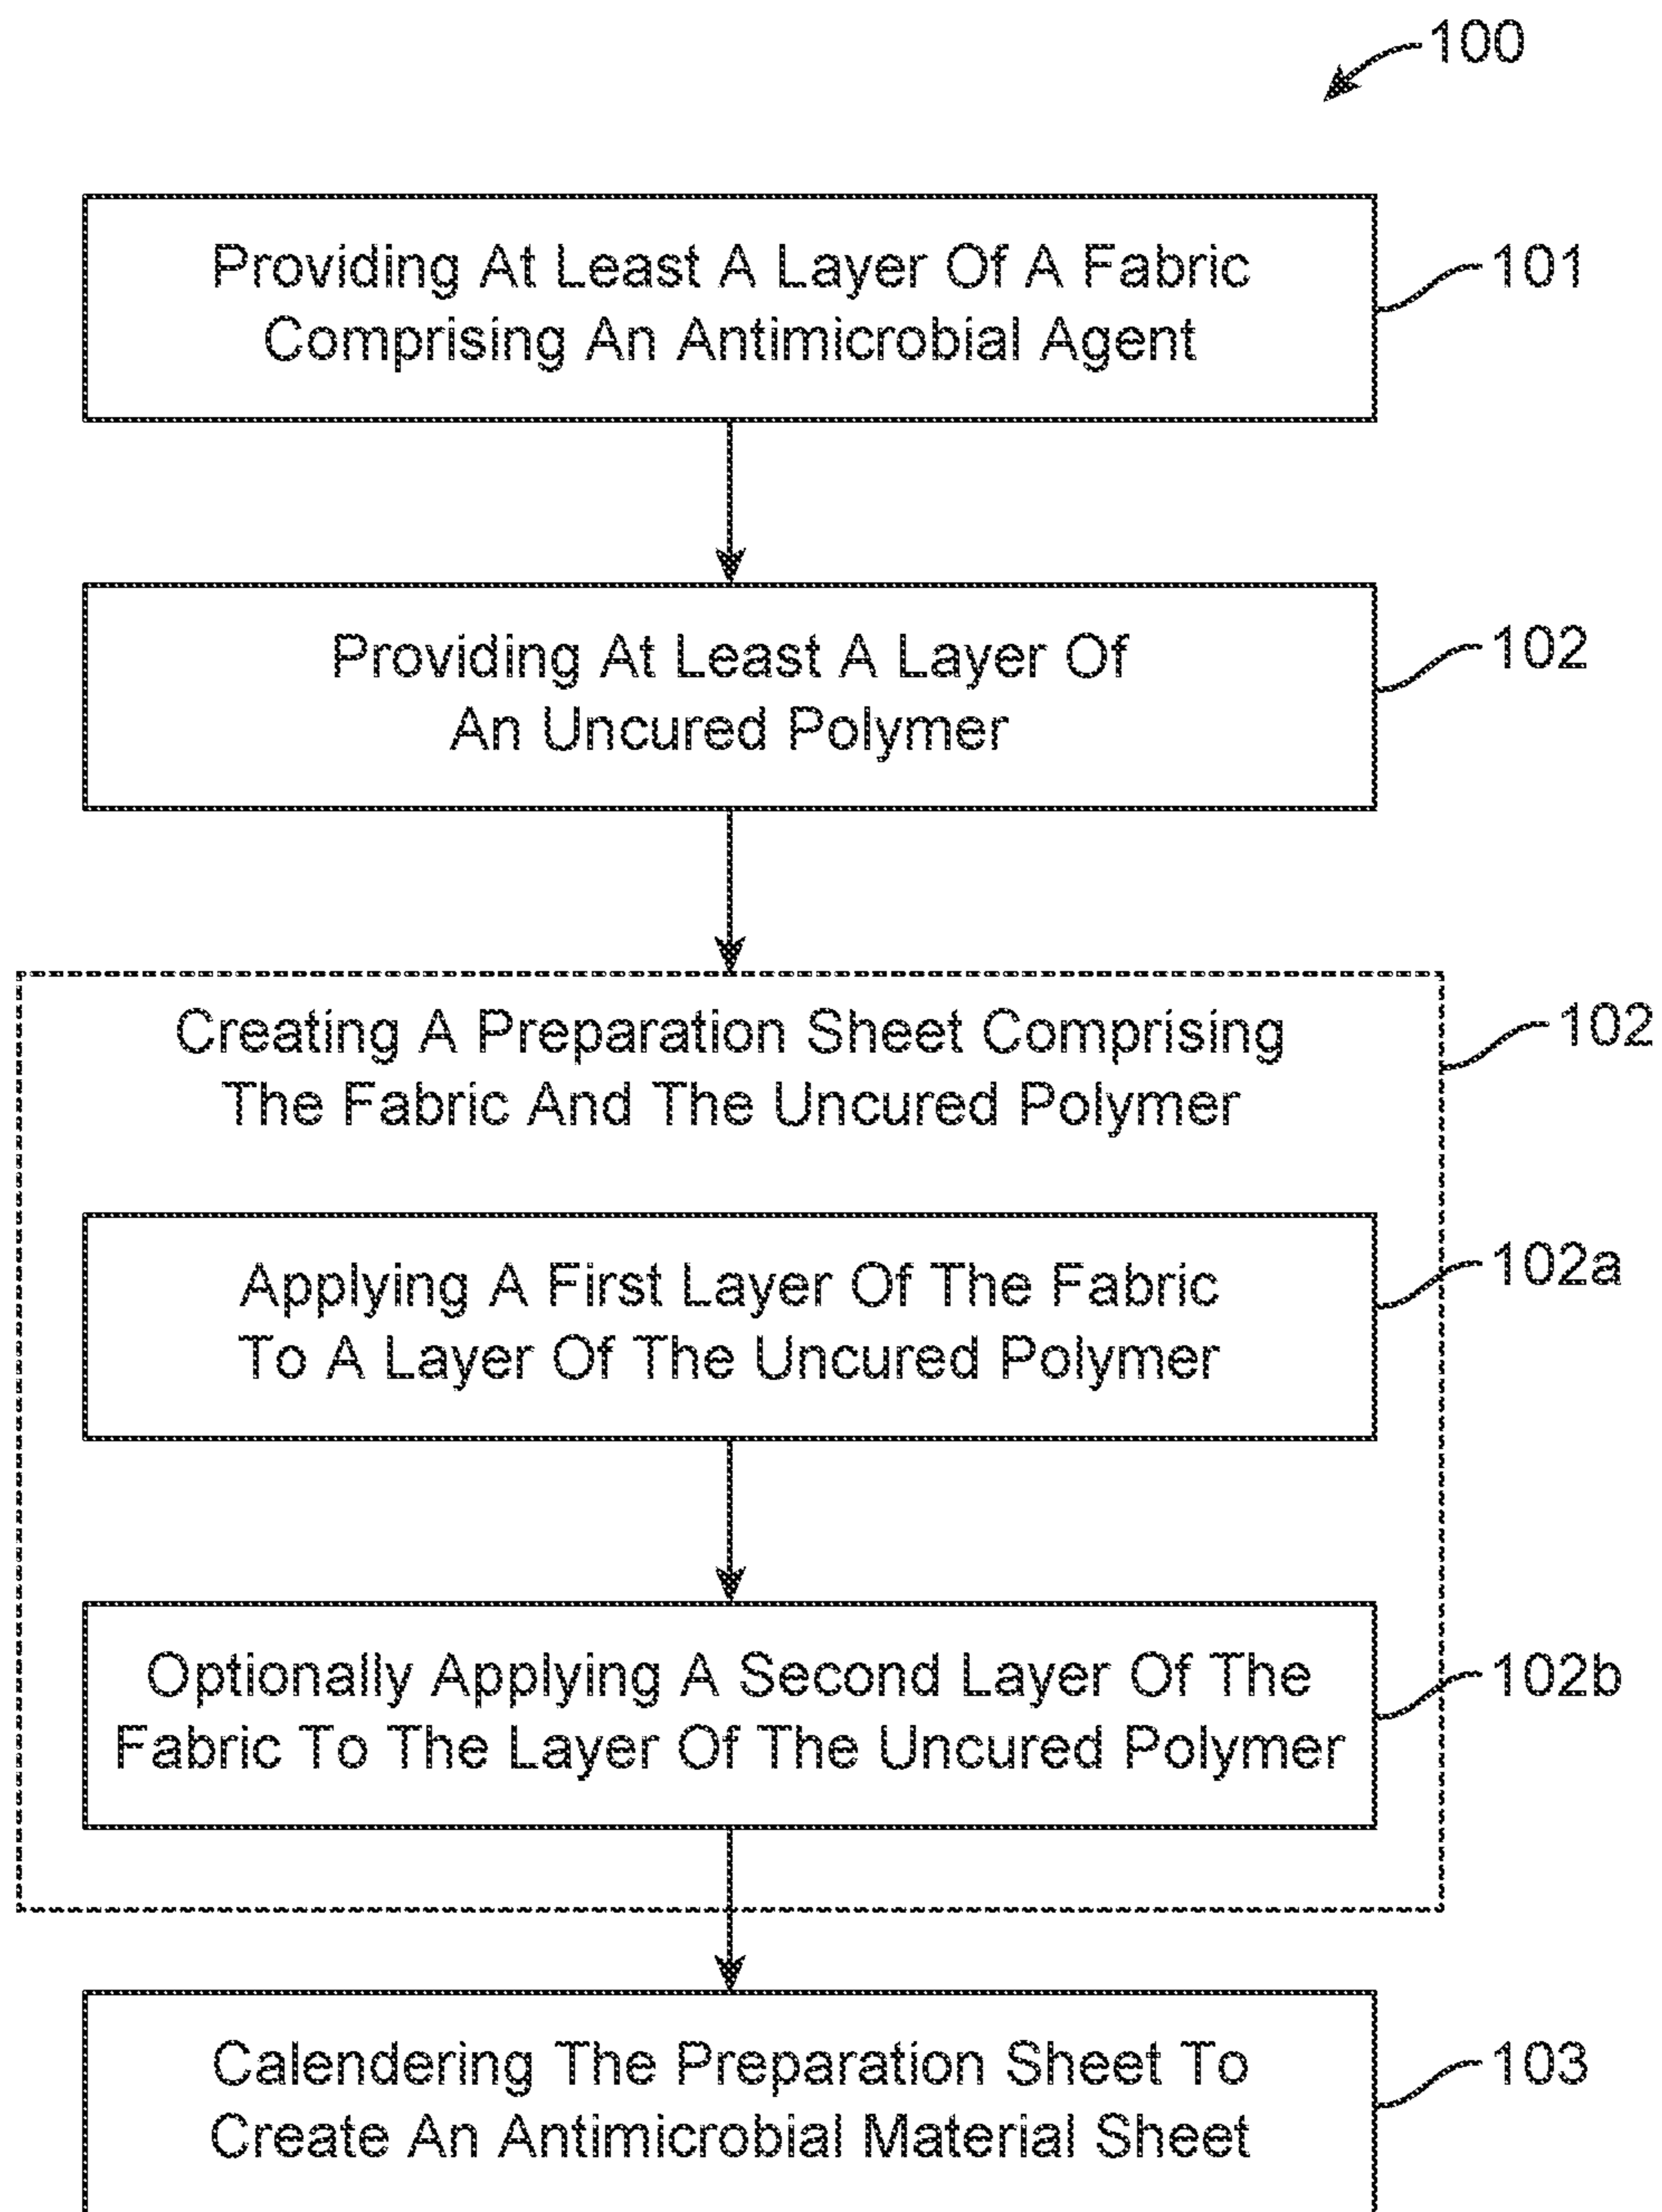 100
Providing At Least A Layer Of A Fabric
Comprising An Antimicrobial Agent
101
Providing At Least A Layer Of
An Uncured Polymer
102
Creating A Preparation Sheet Comprising
The Fabric And The Uncured Polymer
102
Applying A First Layer Of The Fabric
To A Layer Of The Uncured Polymer
102a
Optionally Applying A Second Layer Of The
Fabric To The Layer Of The Uncured Polymer
102b
Calendering The Preparation Sheet To
Create An Antimicrobial Material Sheet
103